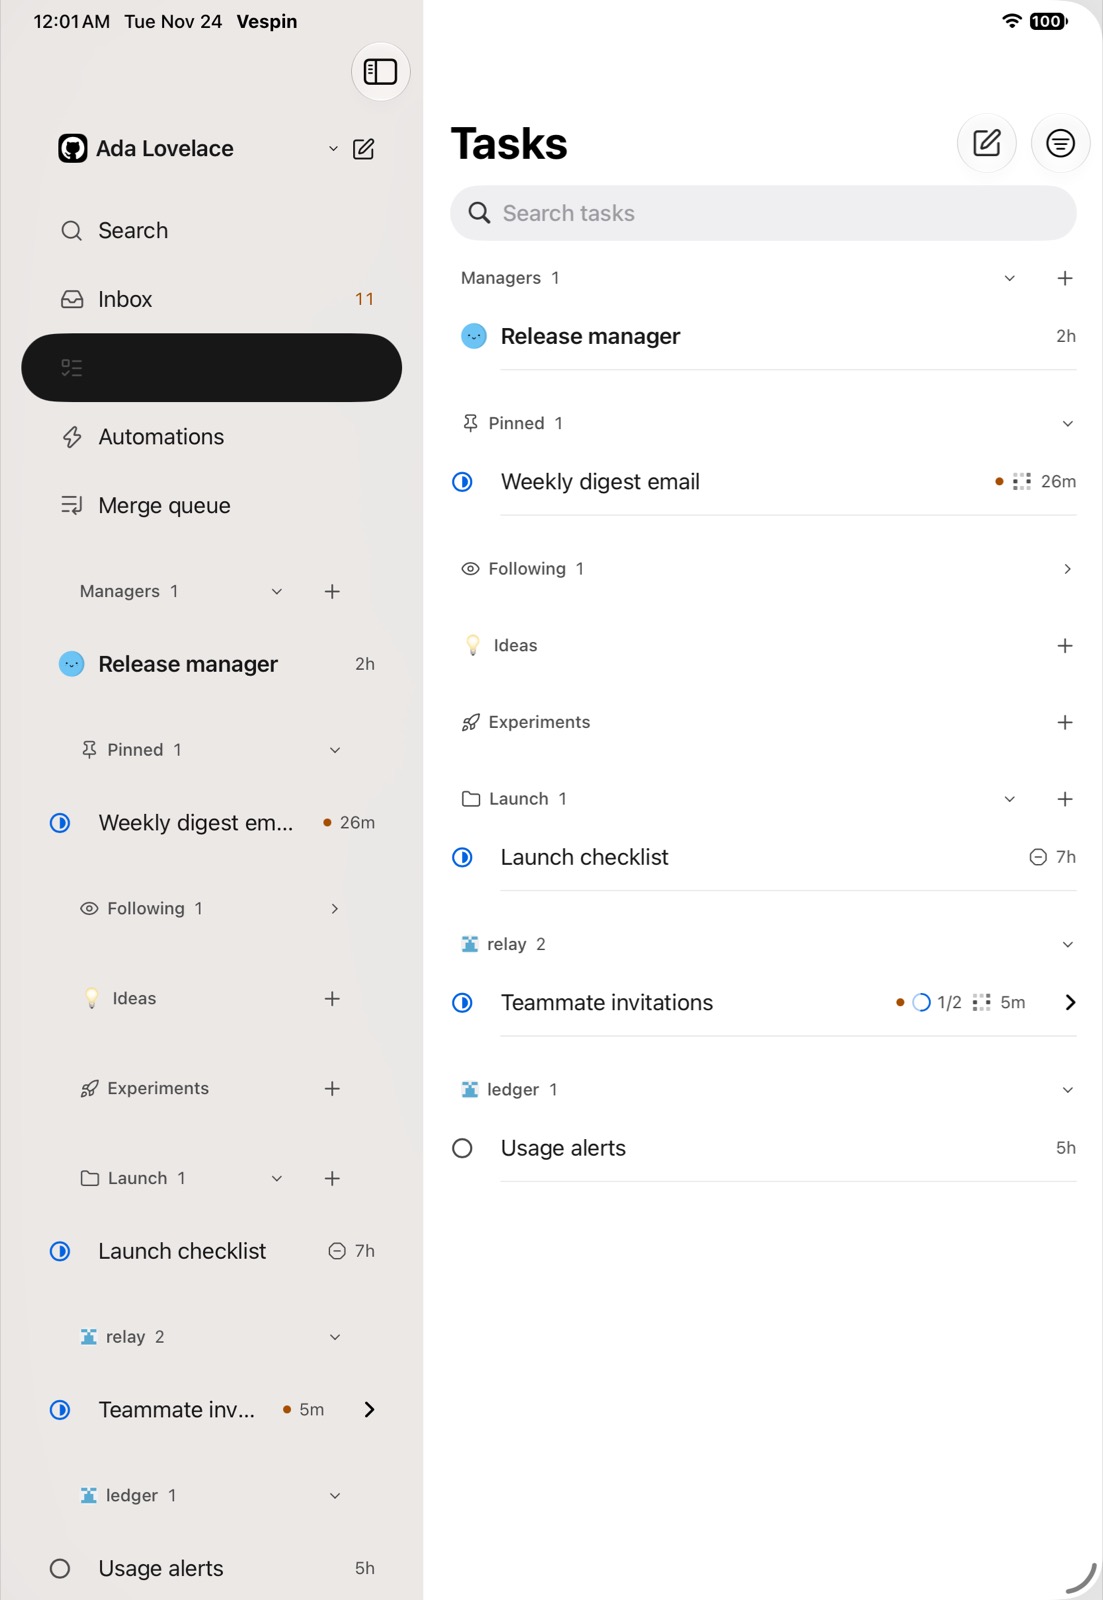 12:01 AM Tue Nov 24 Vespin
100
Ada Lovelace
Search
Inbox 11
Automations
Merge queue
Managers 1
Release manager 2h
Pinned 1
Weekly digest em... 26m
Following 1
Ideas
Experiments
Launch 1
Launch checklist 7h
relay 2
Teammate inv... 5m
ledger 1
Usage alerts 5h
Tasks
Search tasks
Managers 1
Release manager 2h
Pinned 1
Weekly digest email 26m
Following 1
Ideas
Experiments
Launch 1
Launch checklist 7h
relay 2
Teammate invitations 1/2 5m
ledger 1
Usage alerts 5h